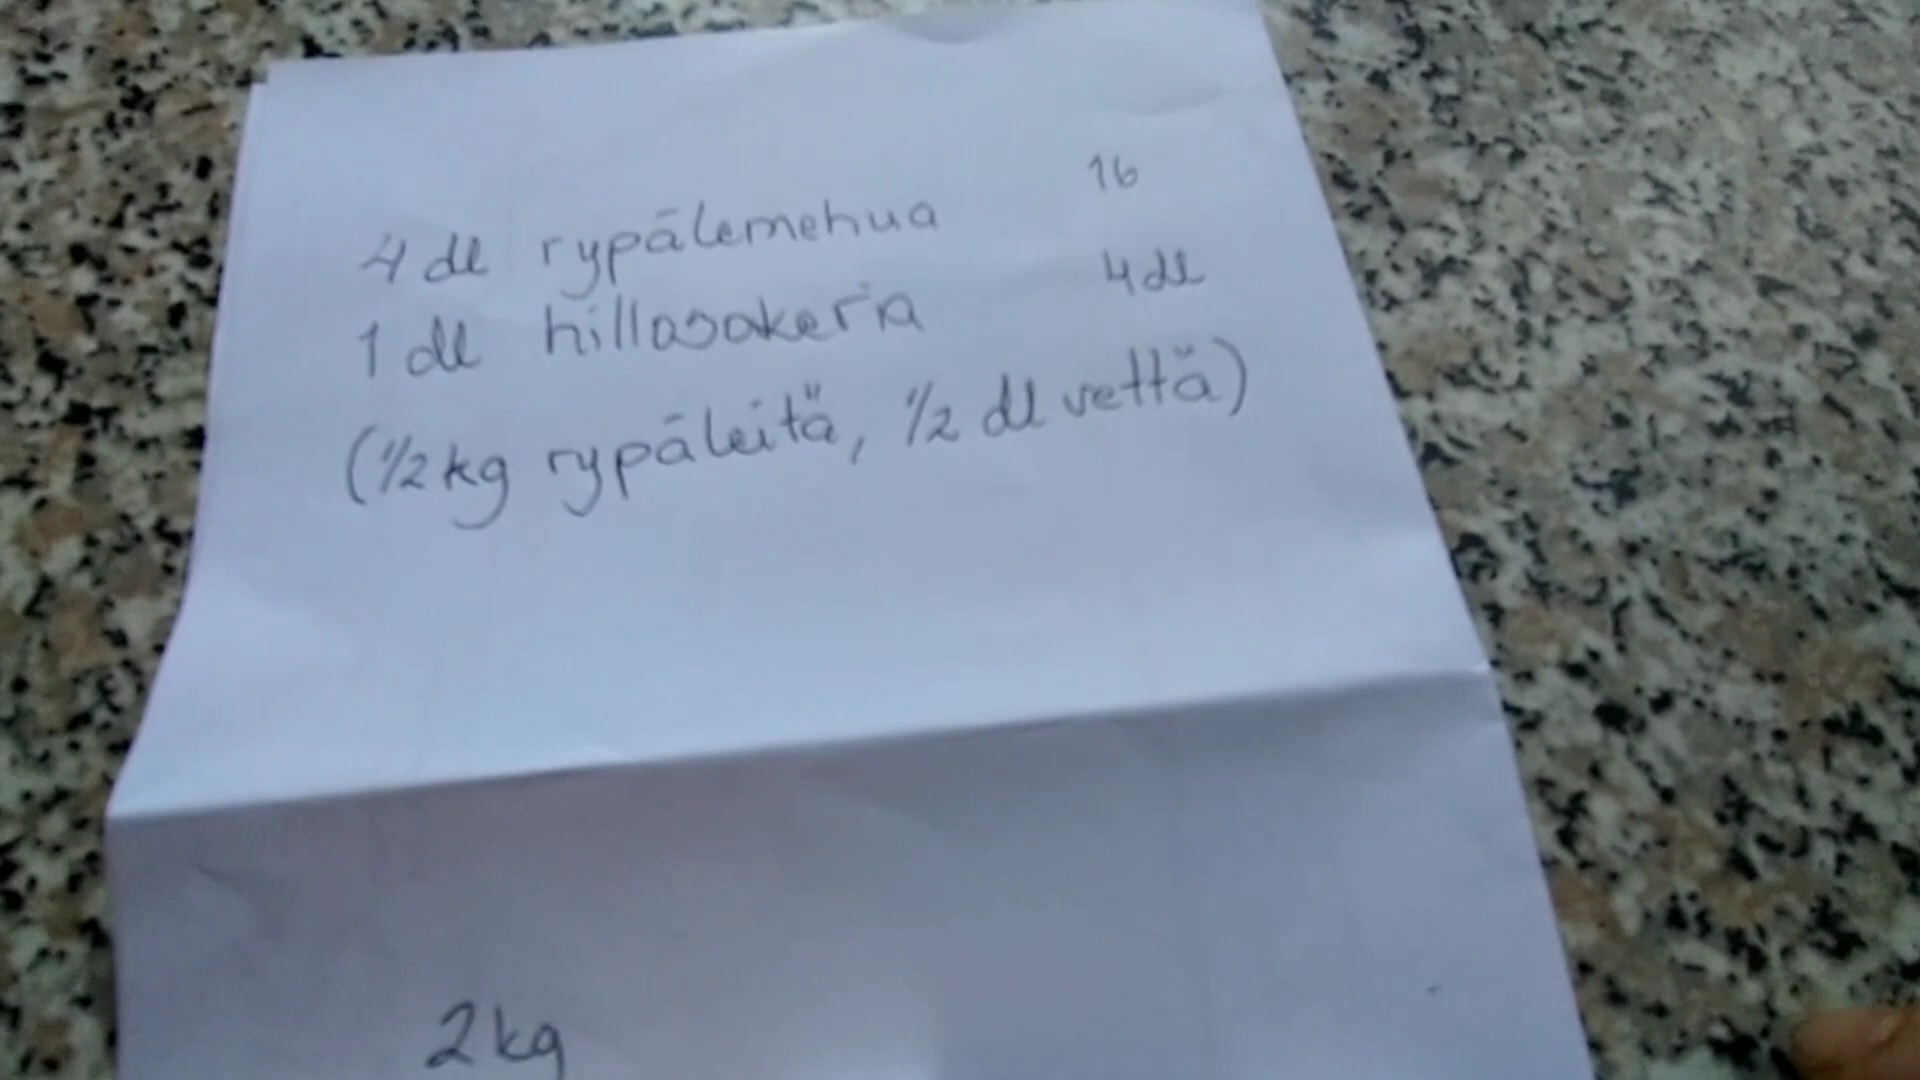 4 dl rypälemehua 16
1 dl hillosokeria 4 dl
(½ kg rypäleitä, ½ dl vettä)
2 kg